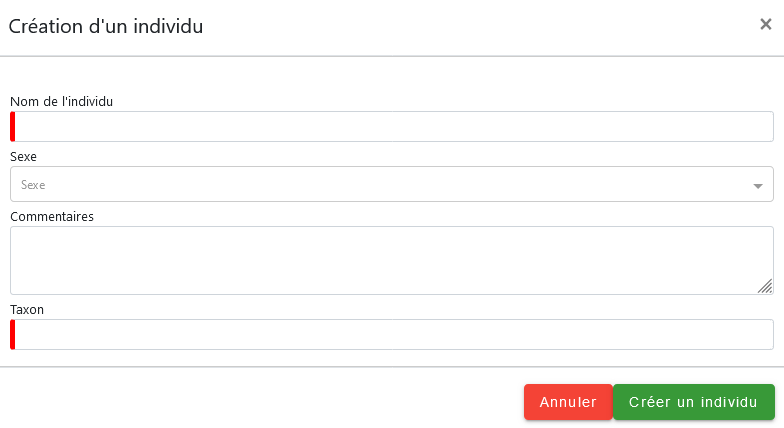 Création d'un individu
×
Nom de l'individu
Sexe
Sexe
Commentaires
Taxon
Annuler Créer un individu